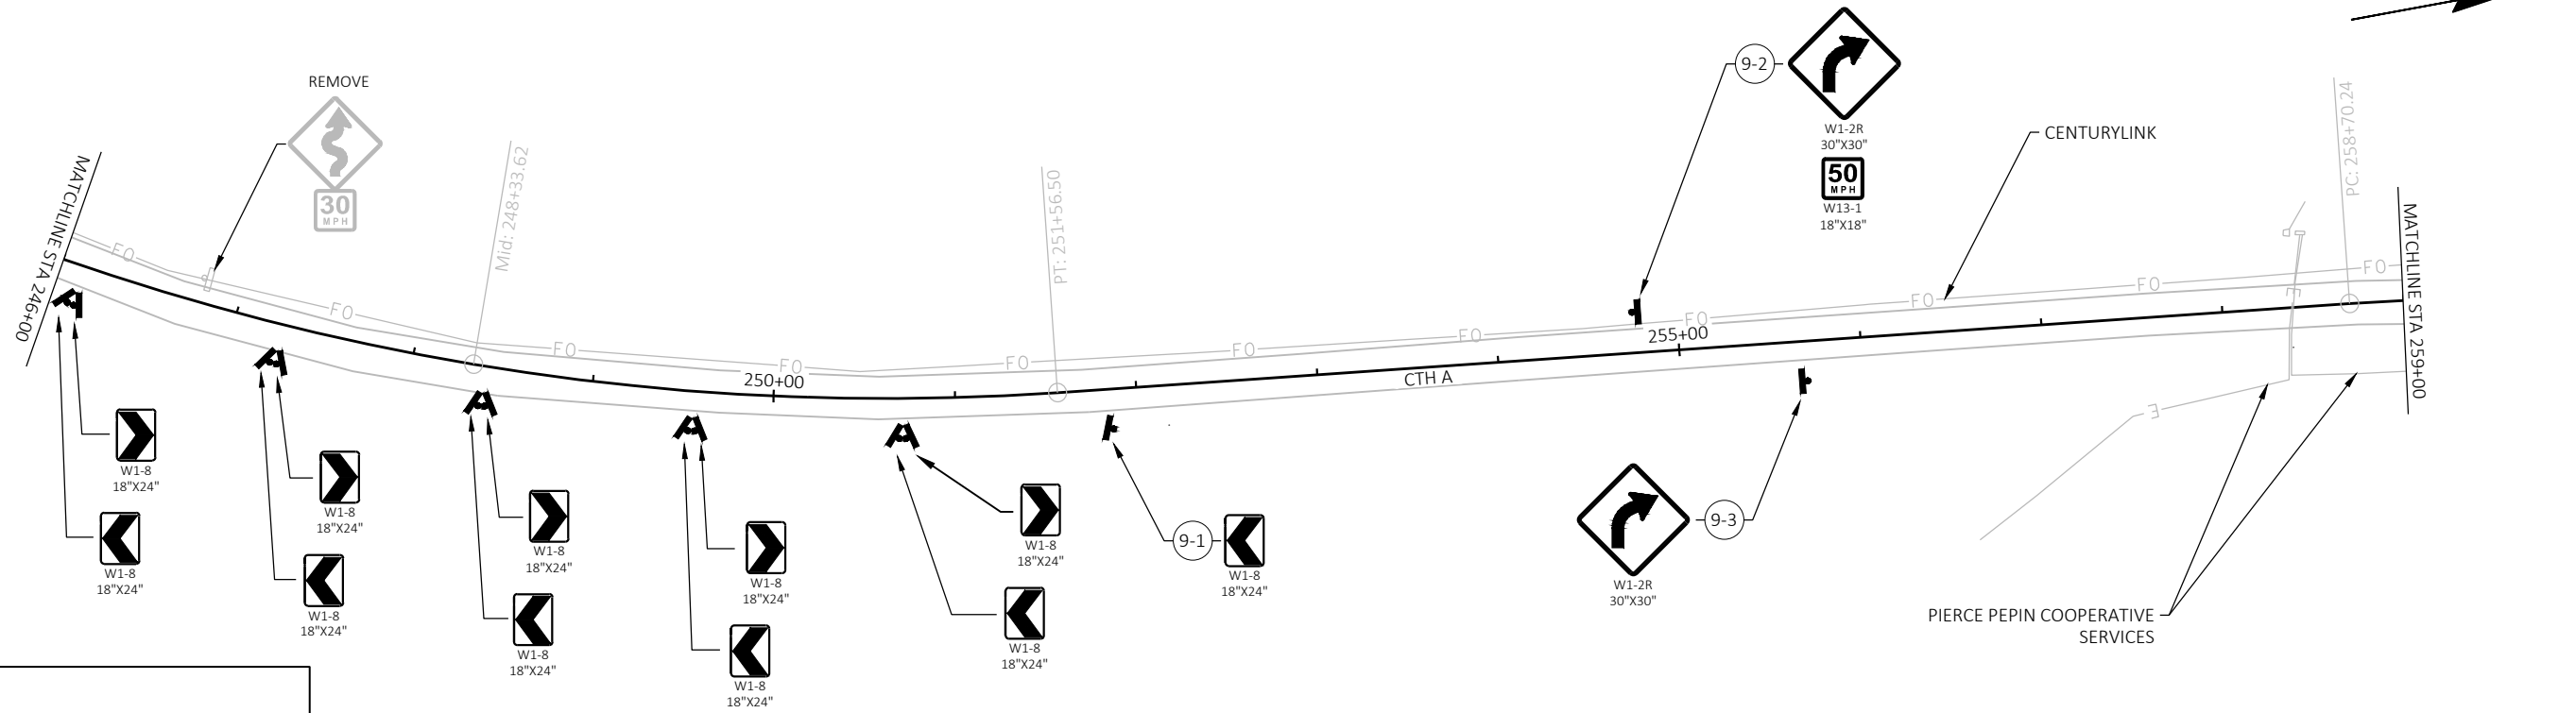 REMOVE
30
MPH
MATCHLINE STA 246+00
FO
Mid: 248+33.62
FO
FO
FO
250+00
PT: 251+56.50
FO
FO
FO
CTH A
255+00
FO
FO
FO
FO
9-2
W1-2R
30"X30"
50
MPH
W13-1
18"X18"
CENTURYLINK
PC: 258+70.24
MATCHLINE STA 259+00
W1-8
18"X24"
W1-8
18"X24"
W1-8
18"X24"
W1-8
18"X24"
W1-8
18"X24"
W1-8
18"X24"
W1-8
18"X24"
W1-8
18"X24"
W1-8
18"X24"
W1-8
18"X24"
9-1
W1-8
18"X24"
9-3
W1-2R
30"X30"
E
E
PIERCE PEPIN COOPERATIVE
SERVICES